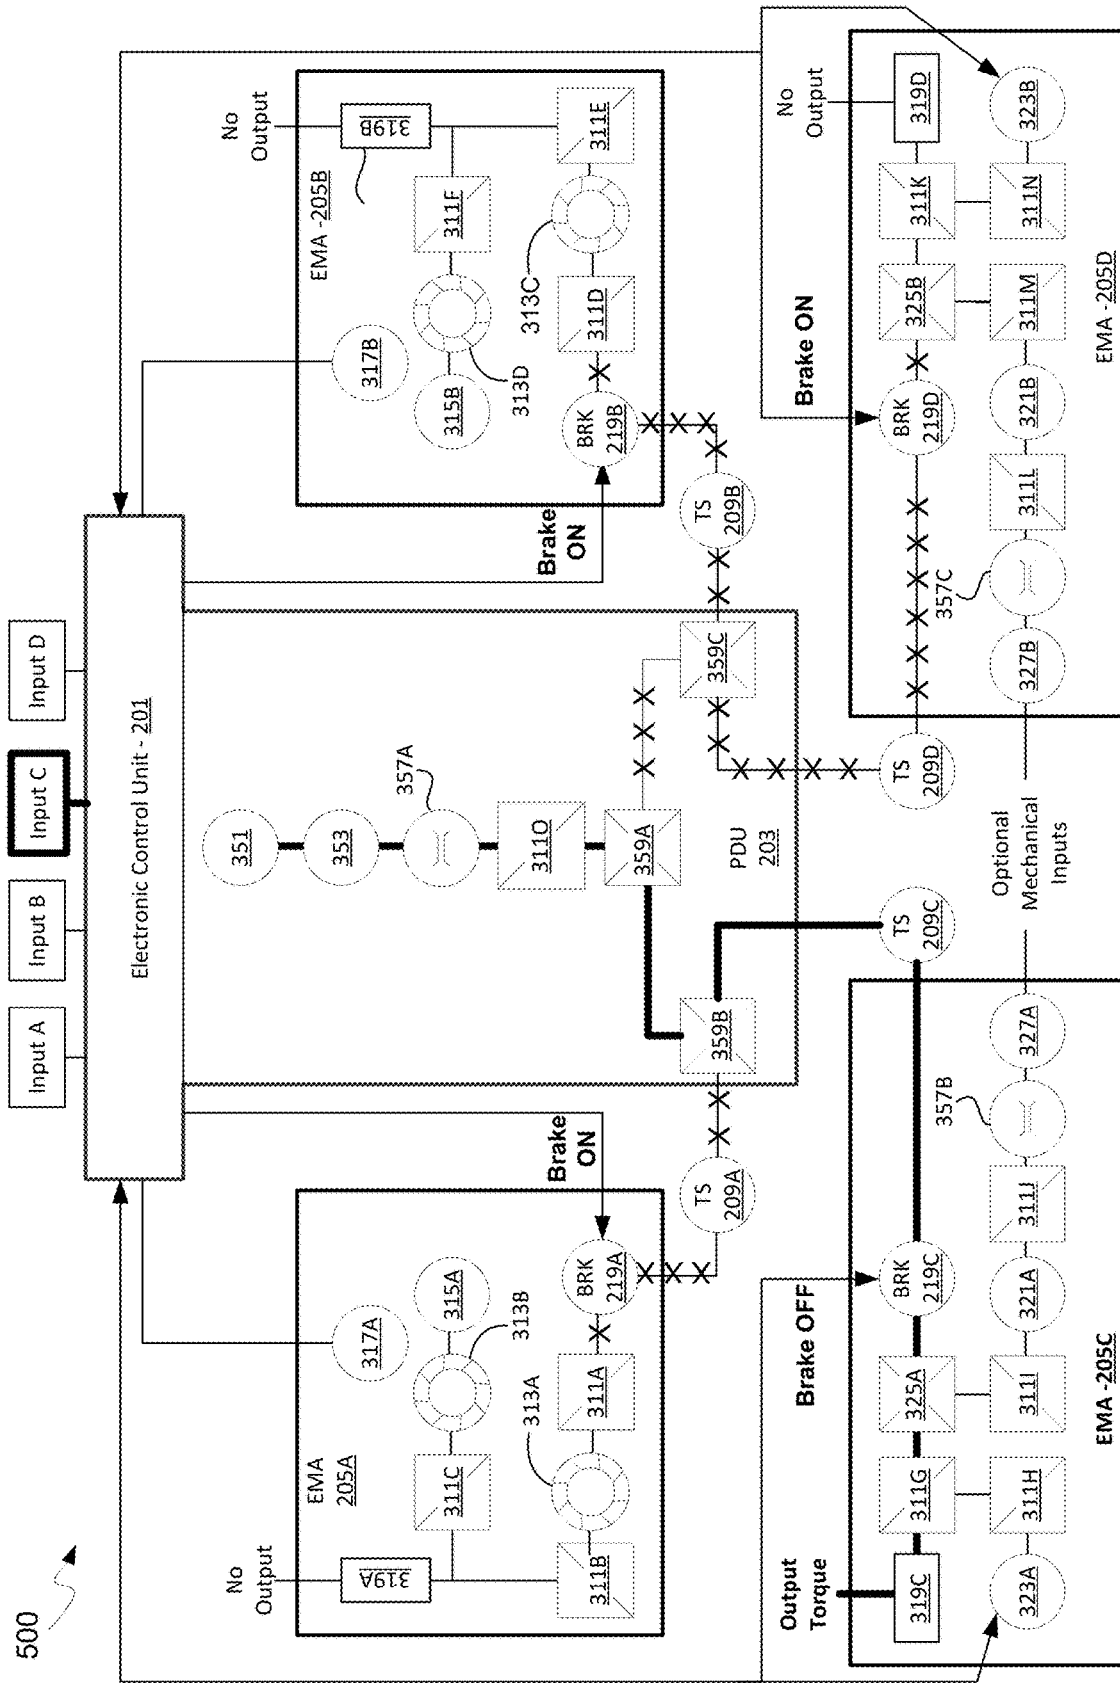 500
Input A
Input B
Input C
Input D
Electronic Control Unit - 201
No
Output
319A
EMA
205A
311C
313B
315A
317A
311B
313A
311A
BRK
219A
Brake
ON
TS
209A
351
353
357A
311O
359A
359B
359C
PDU
203
No
Output
319B
EMA -205B
311F
313D
315B
317B
311E
313C
311D
BRK
219B
Brake
ON
TS
209B
Output
Torque
319C
311G
325A
BRK
219C
Brake OFF
TS
209C
323A
311H
311I
321A
311J
357B
327A
EMA -205C
Optional
Mechanical
Inputs
TS
209D
Brake ON
BRK
219D
325B
311K
319D
No
Output
327B
357C
311L
321B
311M
311N
323B
EMA -205D